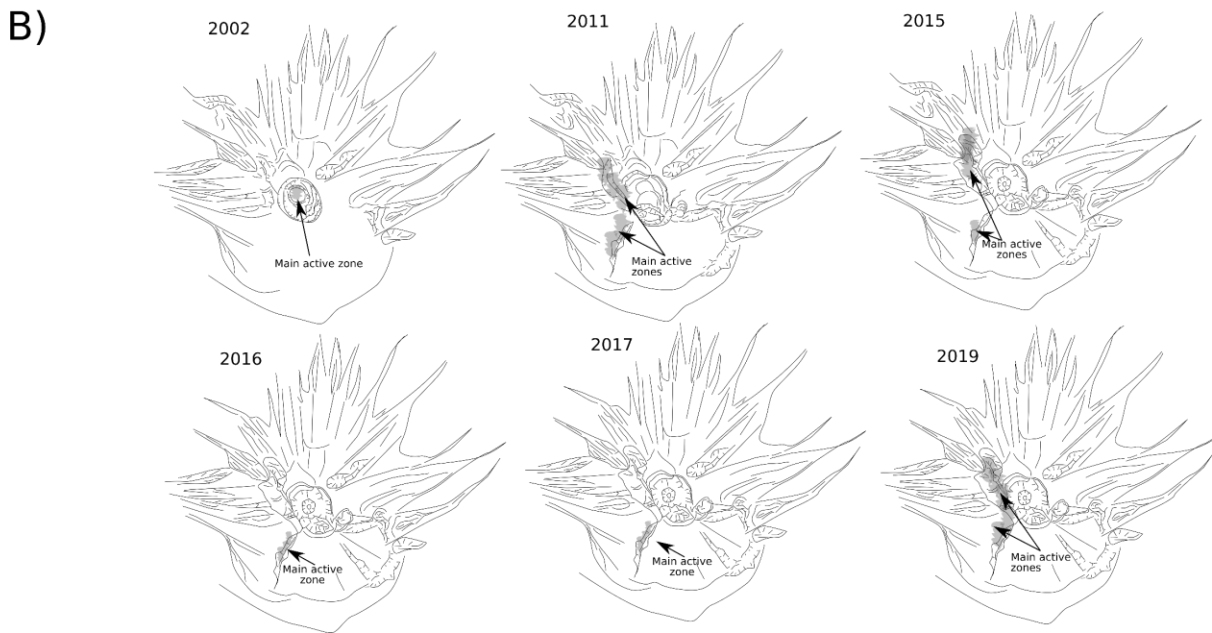 B)
2002
Main active zone
2011
Main active
zones
2015
Main active
zones
2016
Main active
zone
2017
Main active
zone
2019
Main active
zones